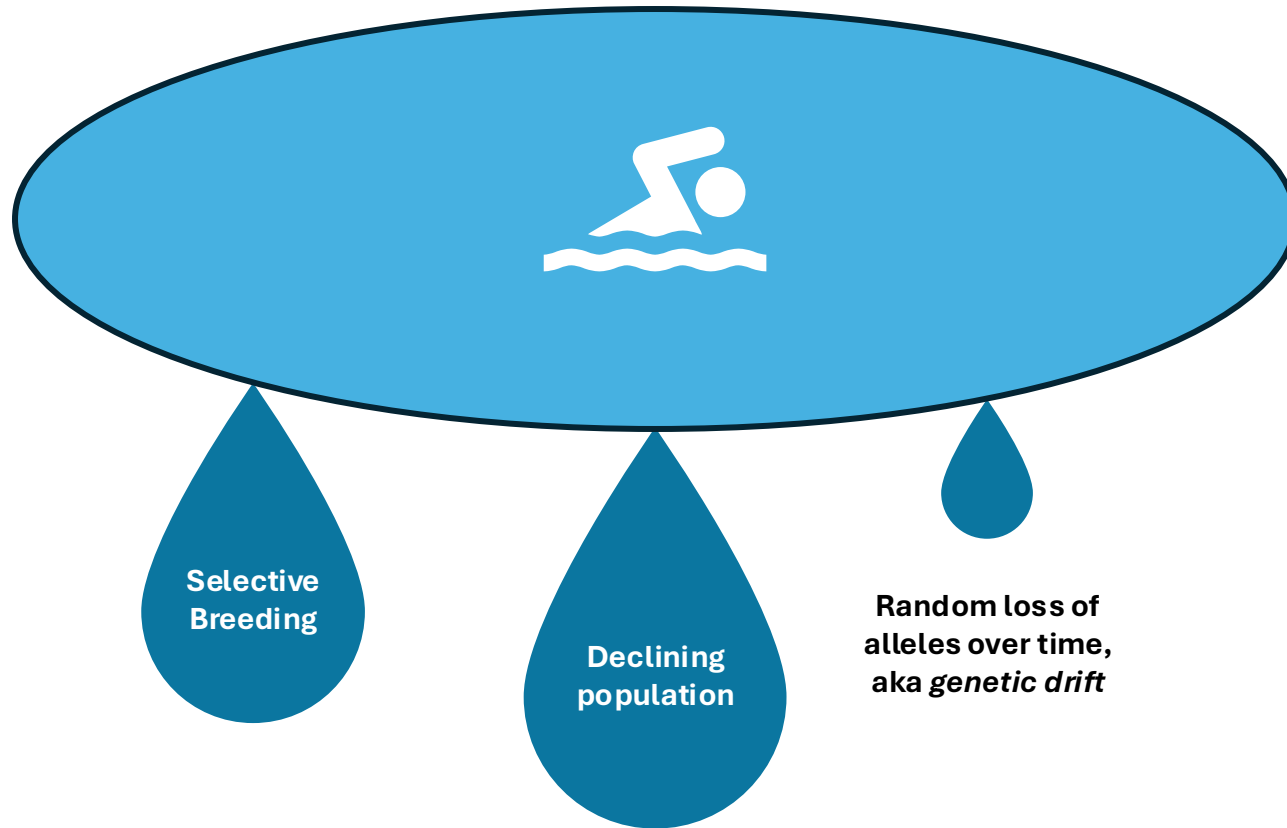 Selective
Breeding
Declining
population
Random loss of
alleles over time,
aka genetic drift